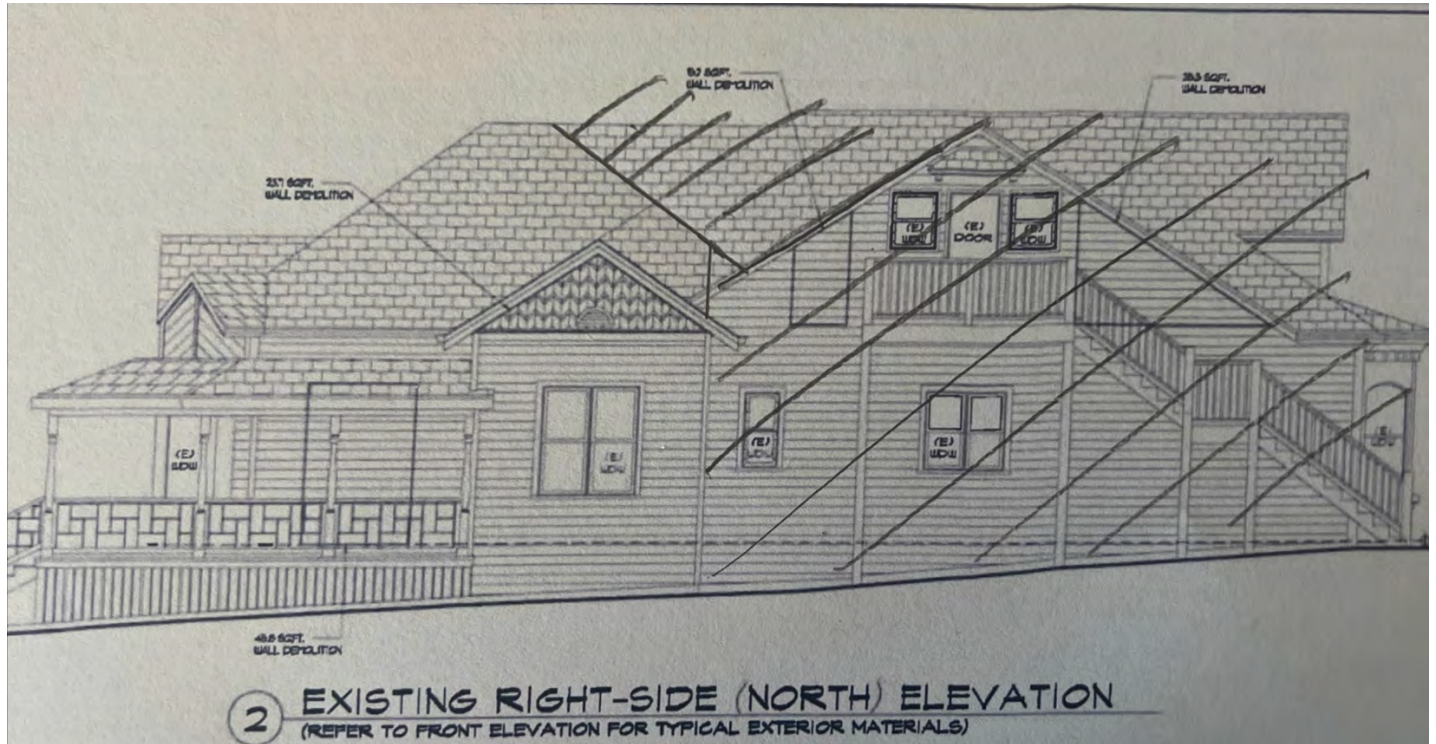 SQFT.
WALL DEMOLITION
SQFT.
WALL DEMOLITION
SQFT.
WALL DEMOLITION
(E)
WDW
(E)
DOOR
(E)
WDW
(E)
WDW
(E)
WDW
(E)
WDW
(E)
WDW
(E)
WDW
SQFT.
WALL DEMOLITION
2 EXISTING RIGHT-SIDE (NORTH) ELEVATION
(REFER TO FRONT ELEVATION FOR TYPICAL EXTERIOR MATERIALS)